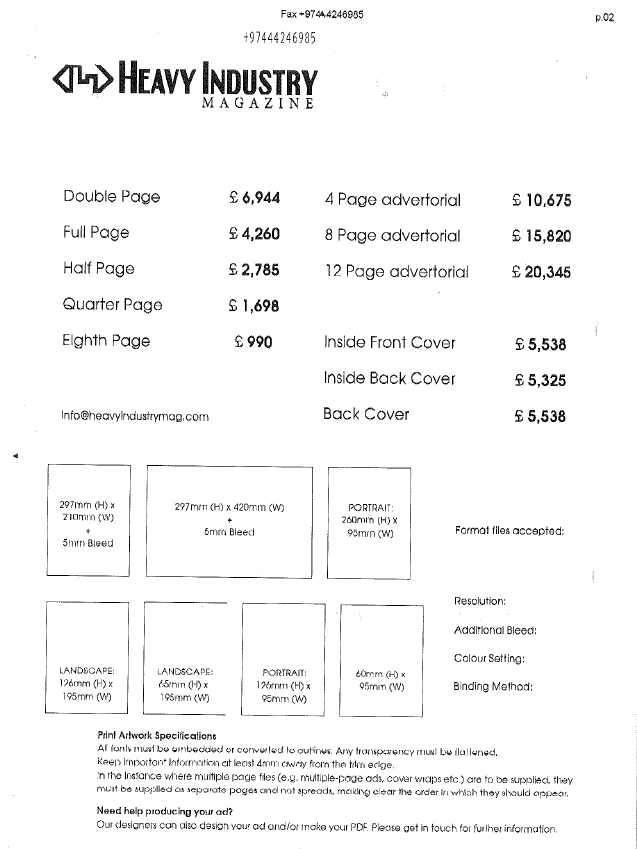 Fax +97444246985
p.02
+97444246985
HEAVY INDUSTRY
MAGAZINE
Double Page £ 6,944
Full Page £ 4,260
Half Page £ 2,785
Quarter Page £ 1,698
Eighth Page £ 990
4 Page advertorial £ 10,675
8 Page advertorial £ 15,820
12 Page advertorial £ 20,345
Inside Front Cover £ 5,538
Inside Back Cover £ 5,325
Back Cover £ 5,538
Info@heavyindustrymag.com
297mm (H) x
210mm (W)
+
5mm Bleed
297mm (H) x 420mm (W)
+
5mm Bleed
PORTRAIT:
260mm (H) x
95mm (W)
Format files accepted:
LANDSCAPE:
126mm (H) x
195mm (W)
LANDSCAPE:
65mm (H) x
195mm (W)
PORTRAIT:
126mm (H) x
95mm (W)
60mm (H) x
95mm (W)
Resolution:
Additional Bleed:
Colour Setting:
Binding Method:
Print Artwork Specifications
All fonts must be embedded or converted to outlines. Any transparency must be flattened.
Keep important information at least 4mm away from the trim edge.
In the instance where multiple page files (e.g. multiple-page ads, cover wraps etc.) are to be supplied, they
must be supplied as separate pages and not spreads, making clear the order in which they should appear.
Need help producing your ad?
Our designers can also design your ad and/or make your PDF. Please get in touch for further information.